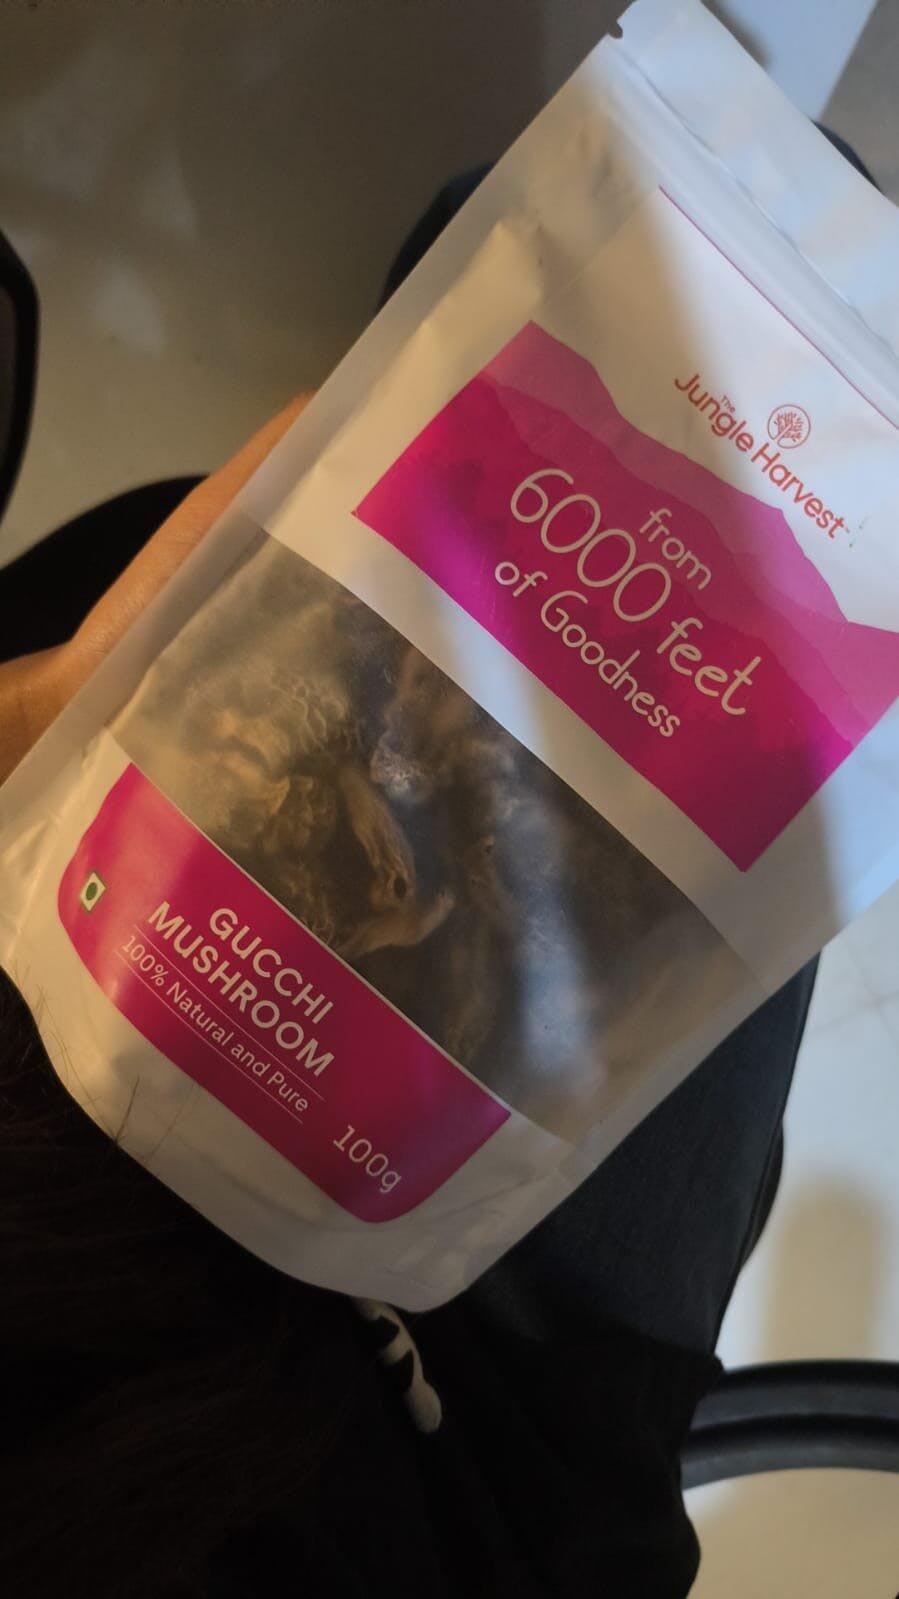 The
Jungle Harvest
from
6000 feet
of Goodness
GUCCHI
MUSHROOM
100% Natural and Pure
100g